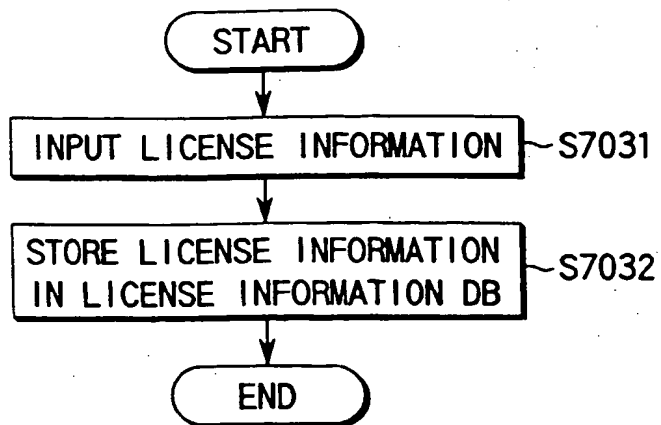 START
INPUT LICENSE INFORMATION
S7031
STORE LICENSE INFORMATION
IN LICENSE INFORMATION DB
S7032
END